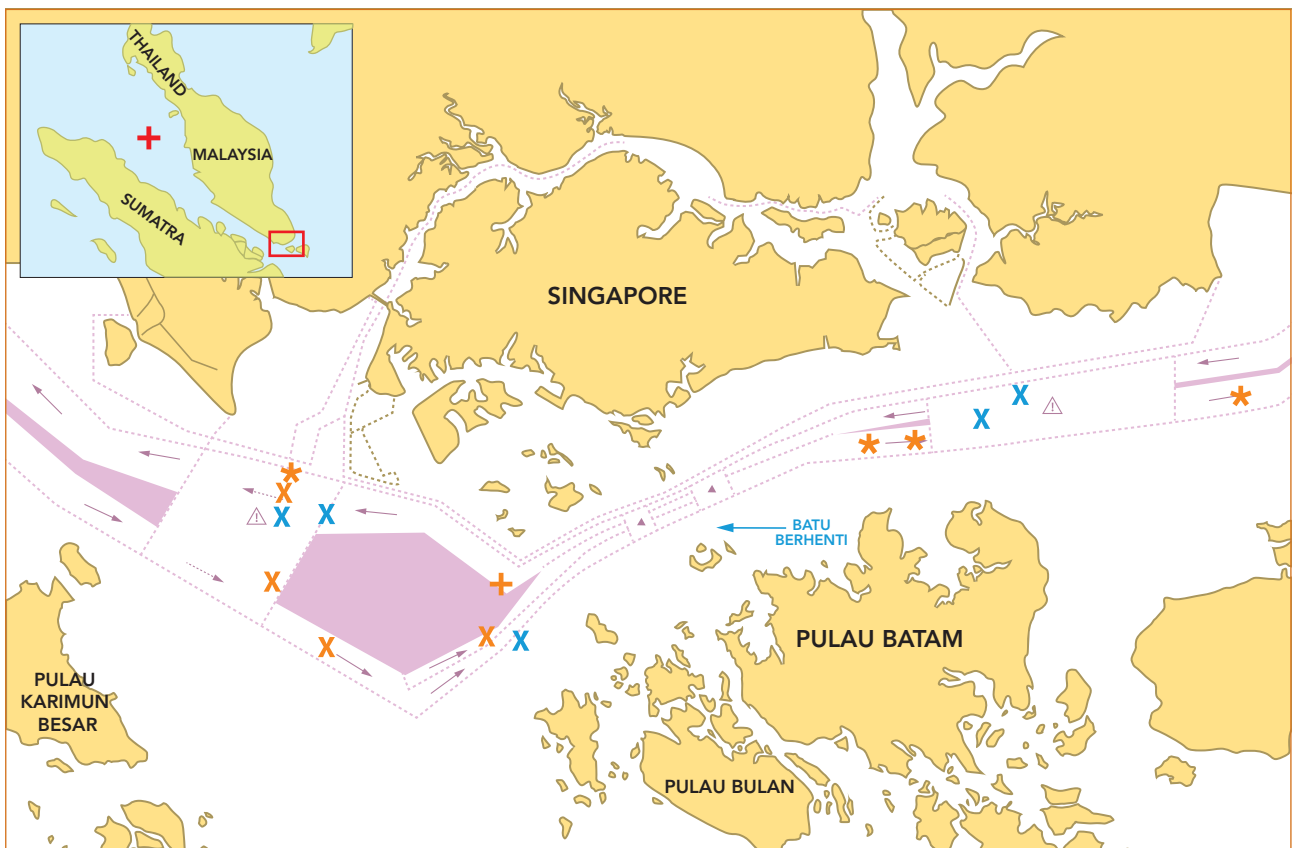 THAILAND
MALAYSIA
SUMATRA
SINGAPORE
BATU
BERHENTI
PULAU BATAM
PULAU
KARIMUN
BESAR
PULAU BULAN